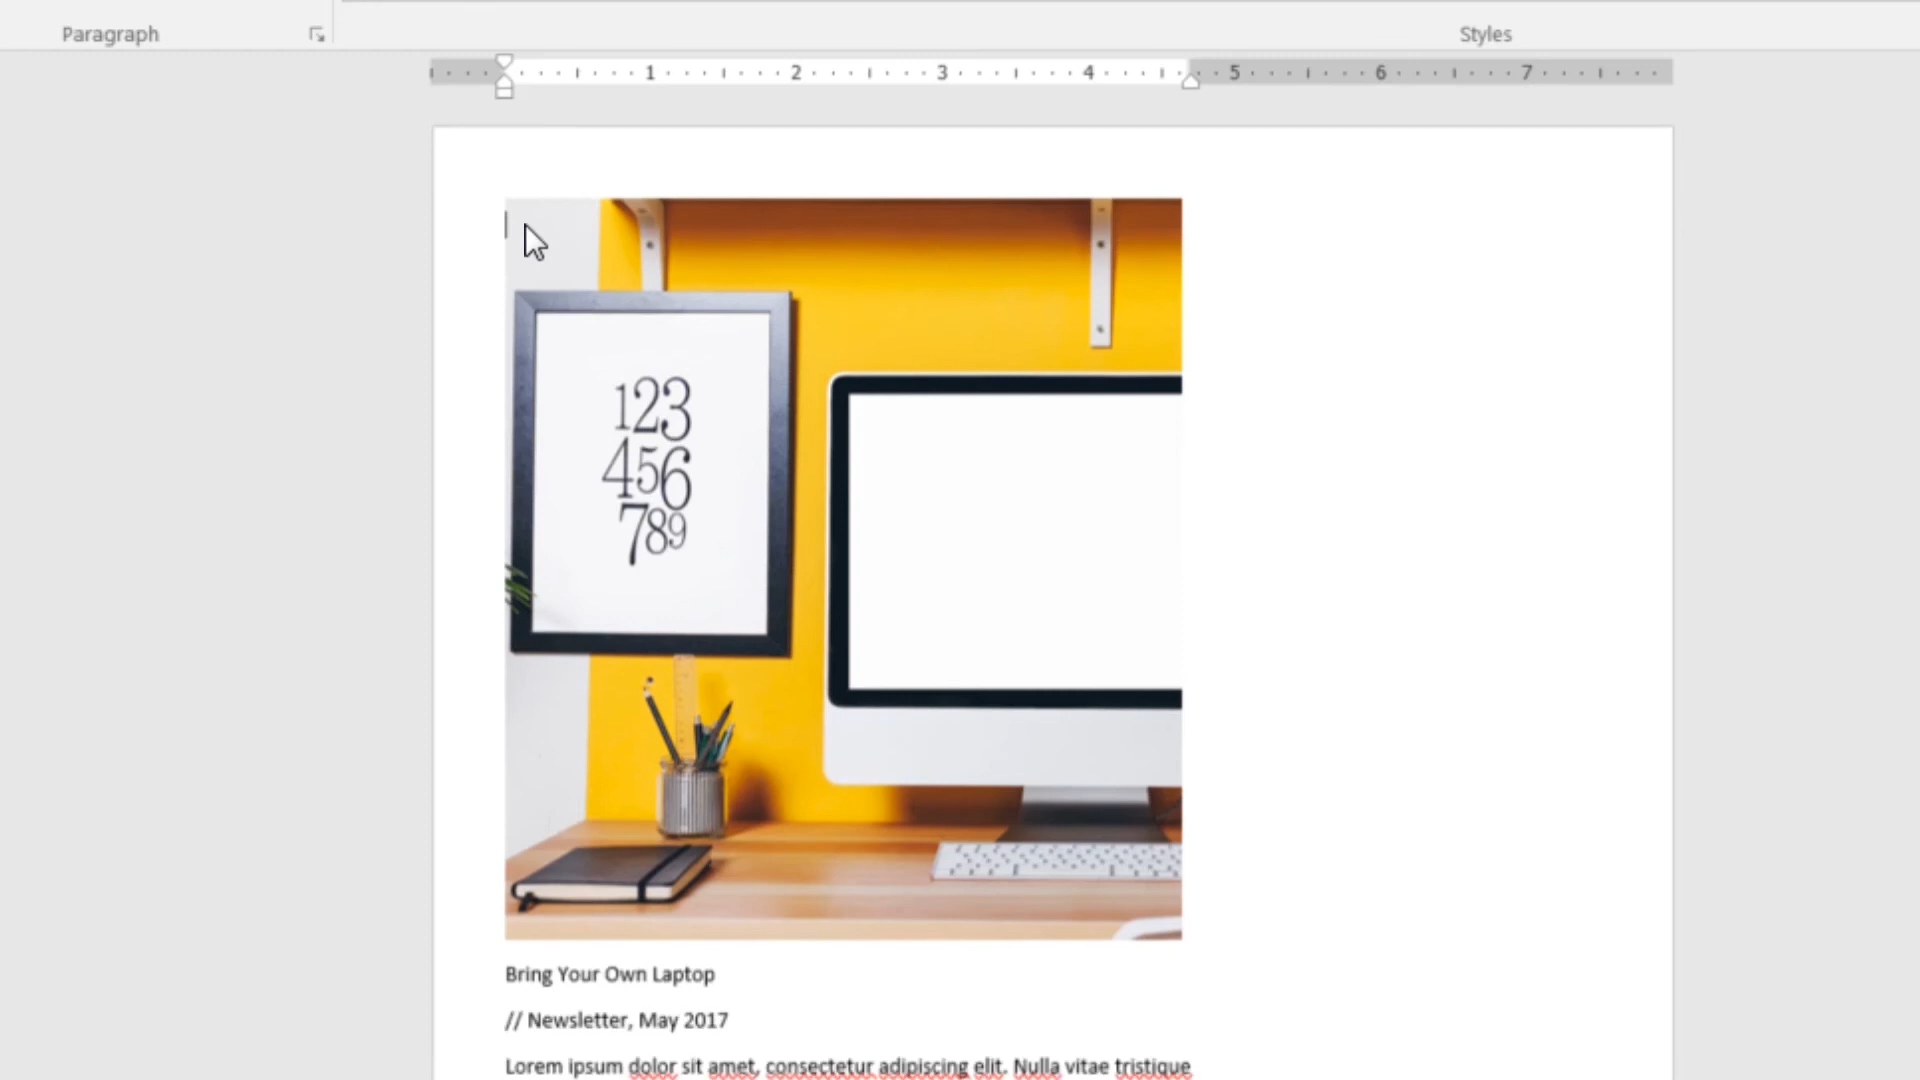 Paragraph
Styles
1 2 3 4 5 6 7
123
456
789
Bring Your Own Laptop
// Newsletter, May 2017
Lorem ipsum dolor sit amet, consectetur adipiscing elit. Nulla vitae tristique